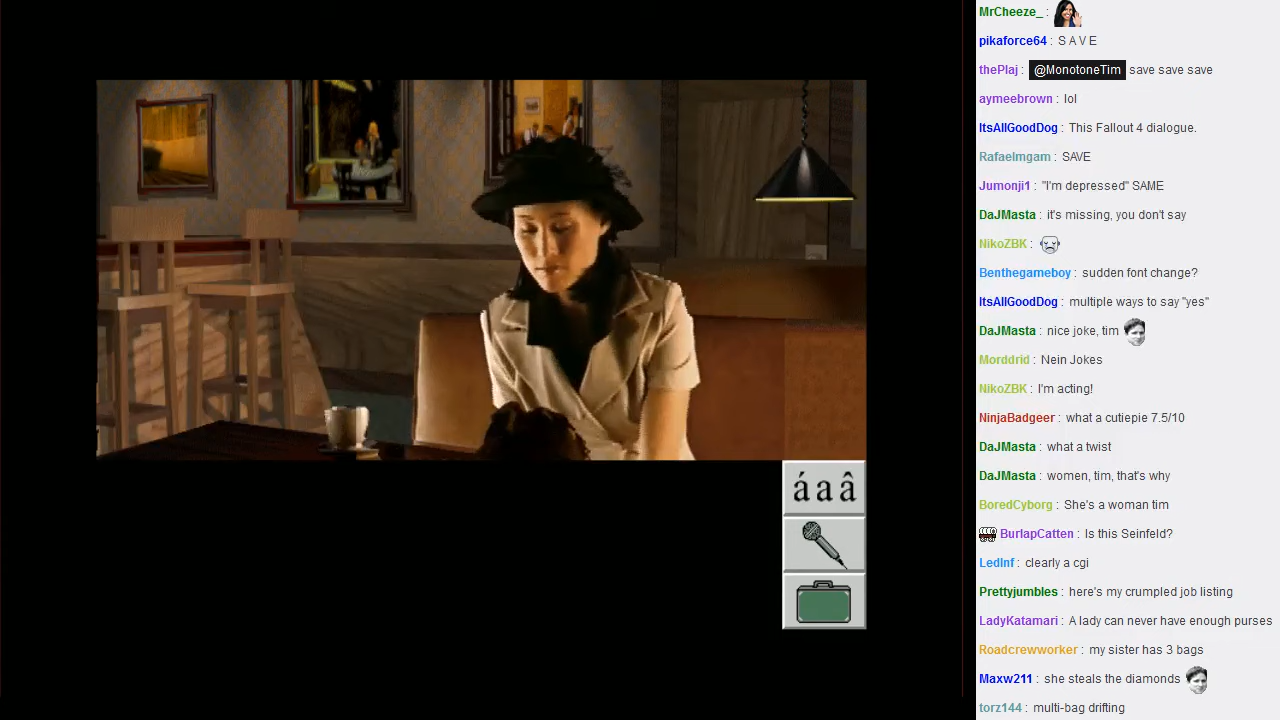 á a â
MrCheeze_ :
pikaforce64 : S A V E
thePlaj : @MonotoneTim save save save
aymeebrown : lol
ItsAllGoodDog : This Fallout 4 dialogue.
Rafaelmgam : SAVE
Jumonji1 : "I'm depressed" SAME
DaJMasta : it's missing, you don't say
NikoZBK :
Benthegameboy : sudden font change?
ItsAllGoodDog : multiple ways to say "yes"
DaJMasta : nice joke, tim
Morddrid : Nein Jokes
NikoZBK : I'm acting!
NinjaBadgeer : what a cutiepie 7.5/10
DaJMasta : what a twist
DaJMasta : women, tim, that's why
BoredCyborg : She's a woman tim
BurlapCatten : Is this Seinfeld?
LedInf : clearly a cgi
Prettyjumbles : here's my crumpled job listing
LadyKatamari : A lady can never have enough purses
Roadcrewworker : my sister has 3 bags
Maxw211 : she steals the diamonds
torz144 : multi-bag drifting